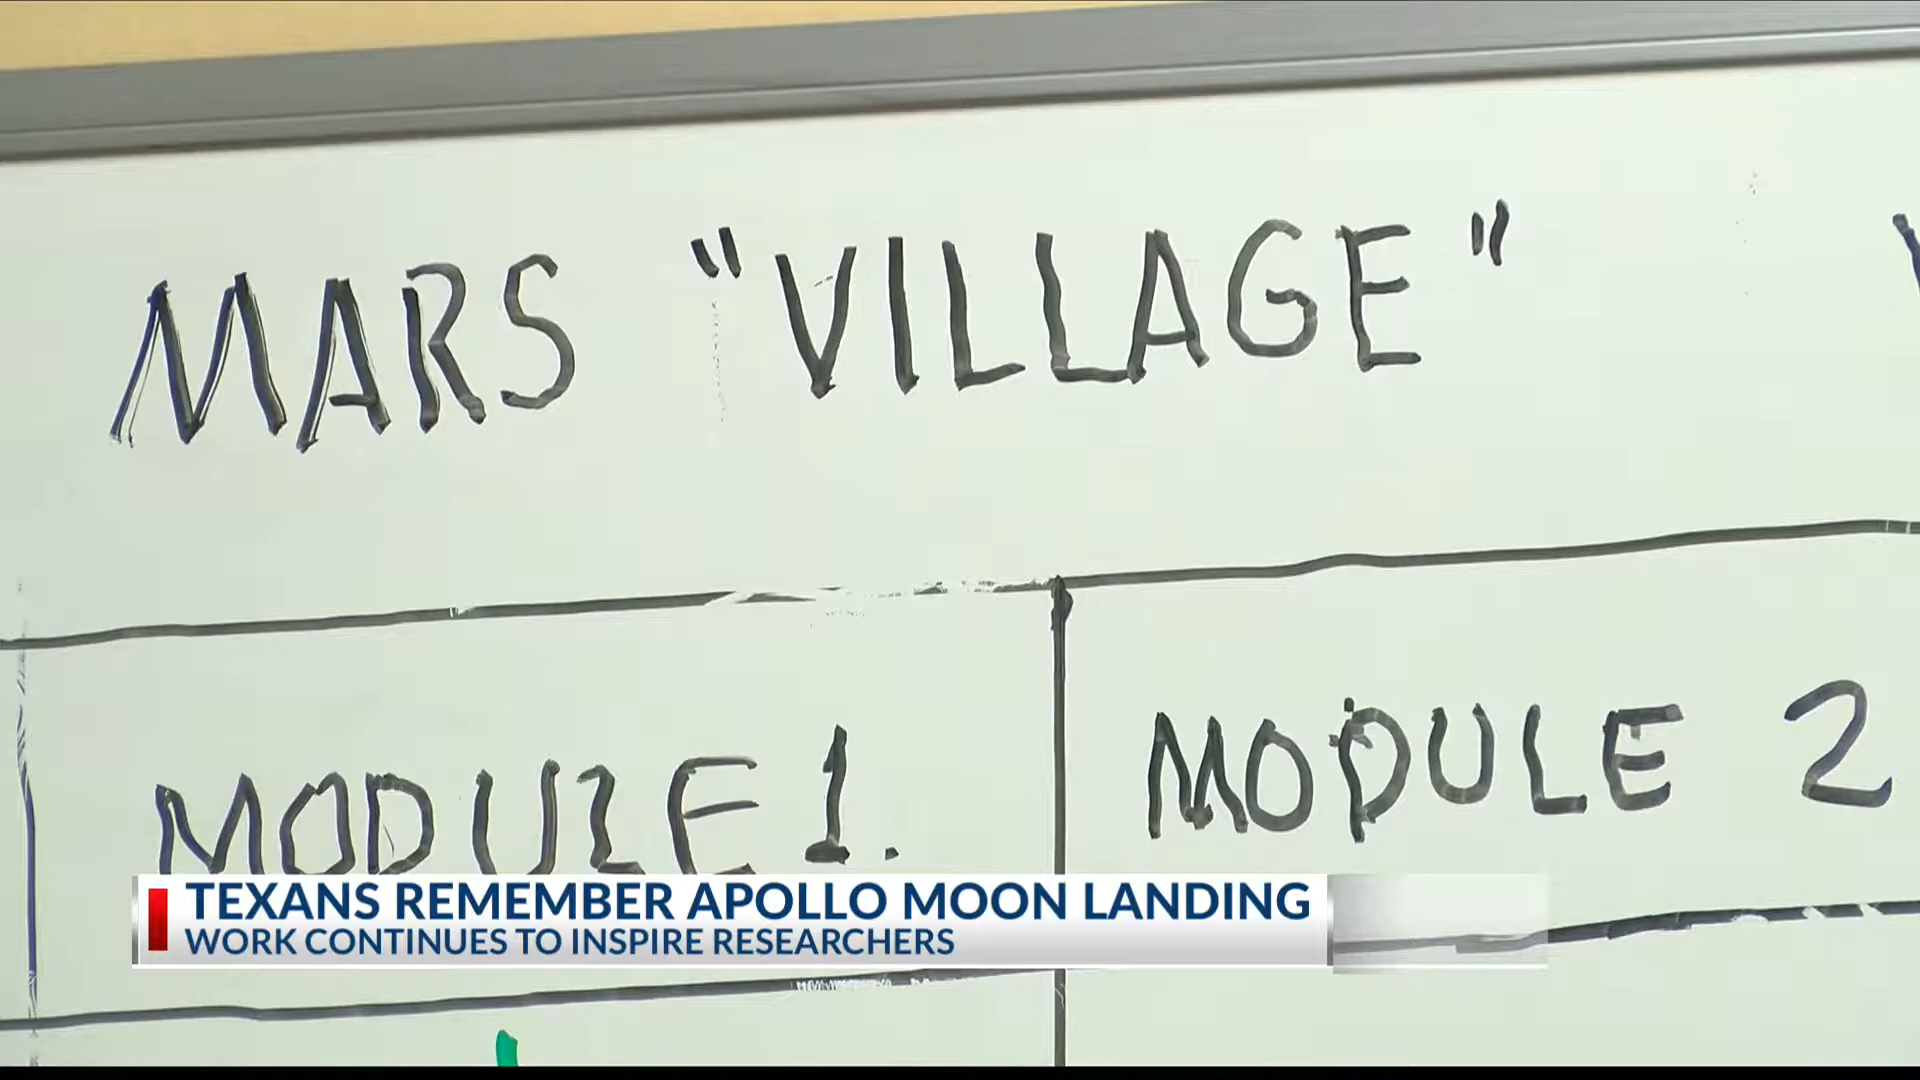 MARS "VILLAGE"
MODULE 1.
MODULE 2
TEXANS REMEMBER APOLLO MOON LANDING
WORK CONTINUES TO INSPIRE RESEARCHERS